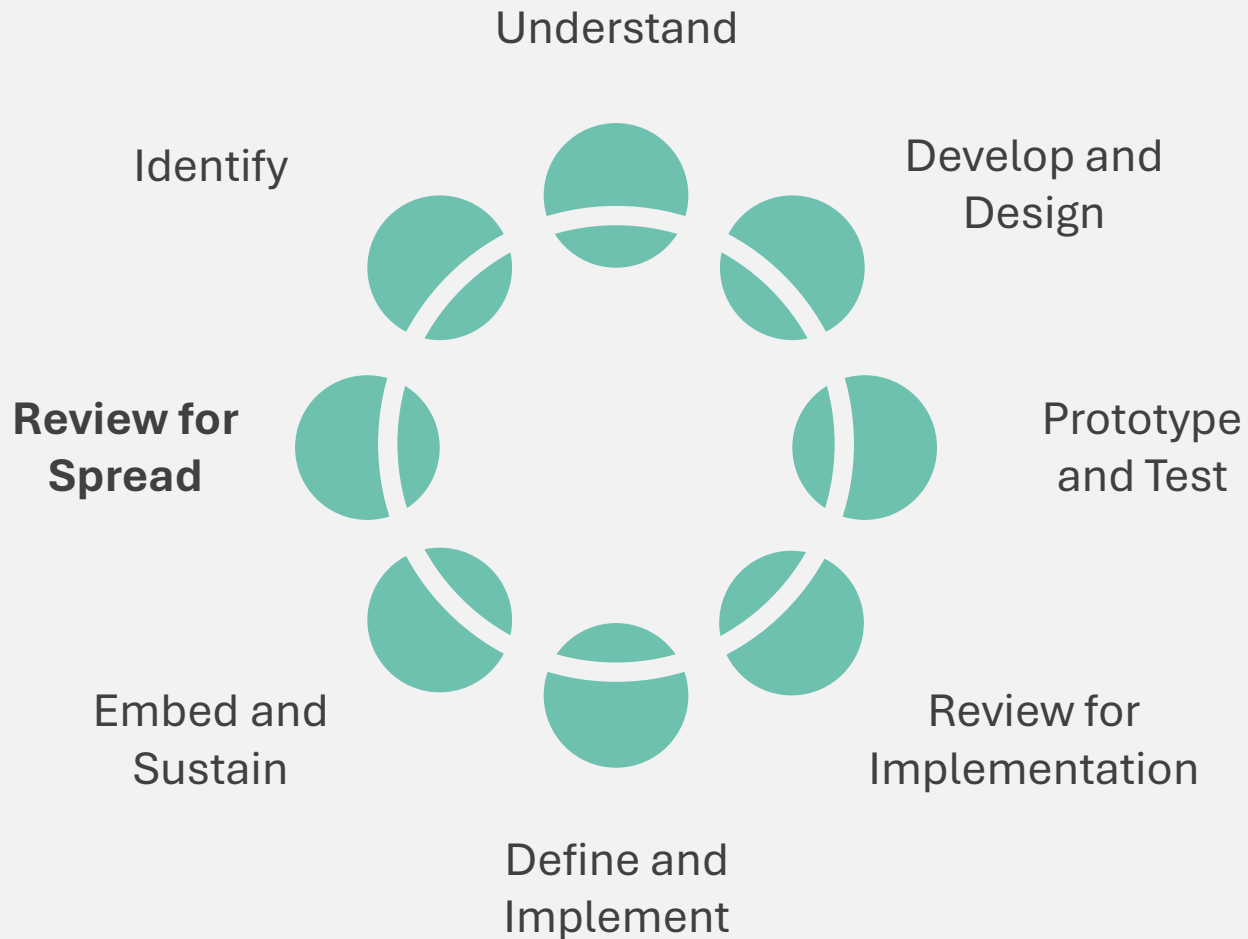 Understand
Identify
Develop and
Design
Review for
Spread
Prototype
and Test
Embed and
Sustain
Review for
Implementation
Define and
Implement